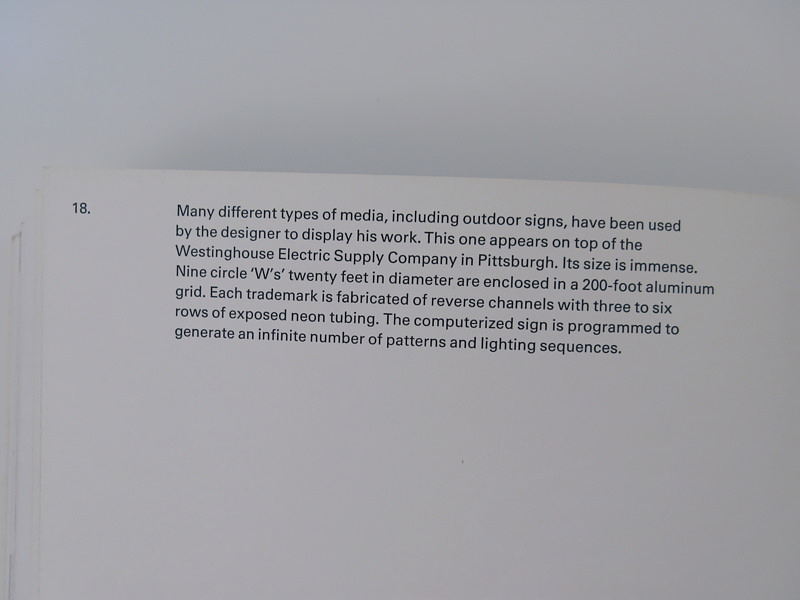 18.
Many different types of media, including outdoor signs, have been used
by the designer to display his work. This one appears on top of the
Westinghouse Electric Supply Company in Pittsburgh. Its size is immense.
Nine circle ‘W’s’ twenty feet in diameter are enclosed in a 200-foot aluminum
grid. Each trademark is fabricated of reverse channels with three to six
rows of exposed neon tubing. The computerized sign is programmed to
generate an infinite number of patterns and lighting sequences.